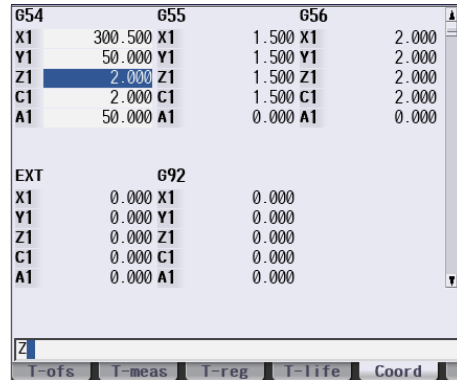 G54 G55 G56
X1 300.500 X1 1.500 X1 2.000
Y1 50.000 Y1 1.500 Y1 2.000
Z1 2.000 Z1 1.500 Z1 2.000
C1 2.000 C1 1.500 C1 2.000
A1 50.000 A1 0.000 A1 0.000
EXT G92
X1 0.000 X1 0.000
Y1 0.000 Y1 0.000
Z1 0.000 Z1 0.000
C1 0.000 C1 0.000
A1 0.000 A1 0.000
Z
T-ofs T-meas T-reg T-life Coord